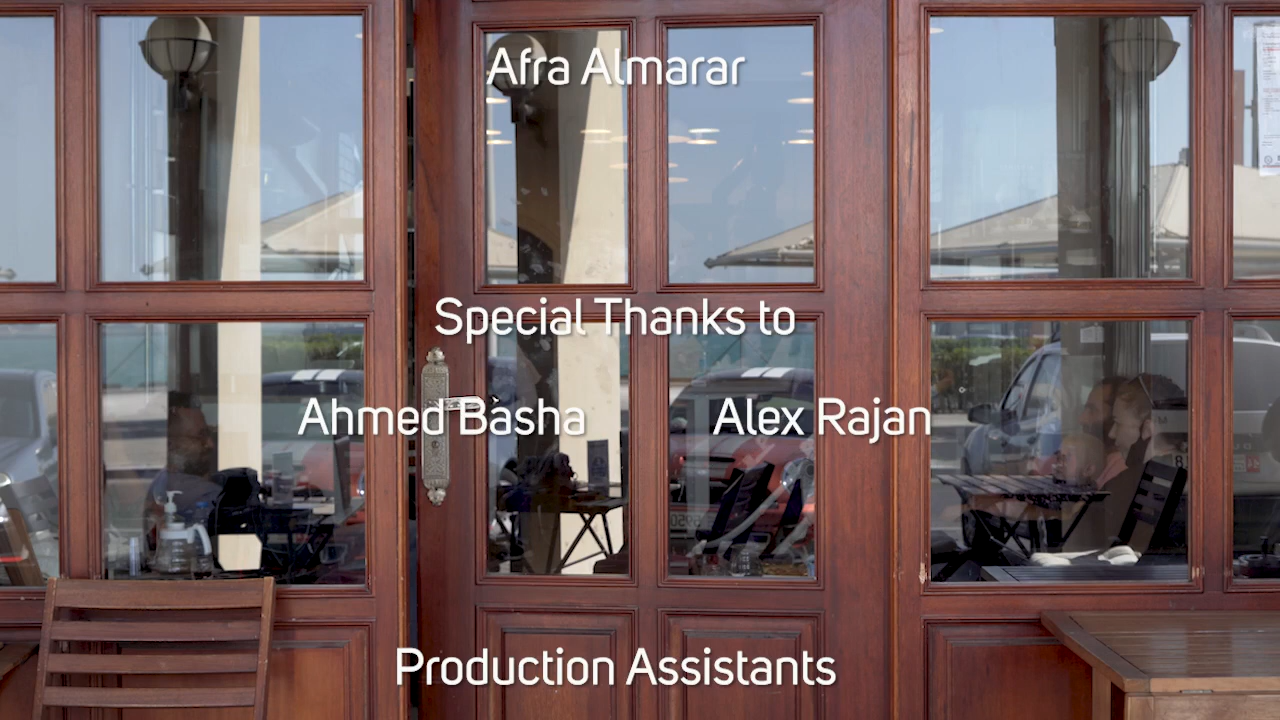 Afra Almarar
Special Thanks to
Ahmed Basha Alex Rajan
Production Assistants